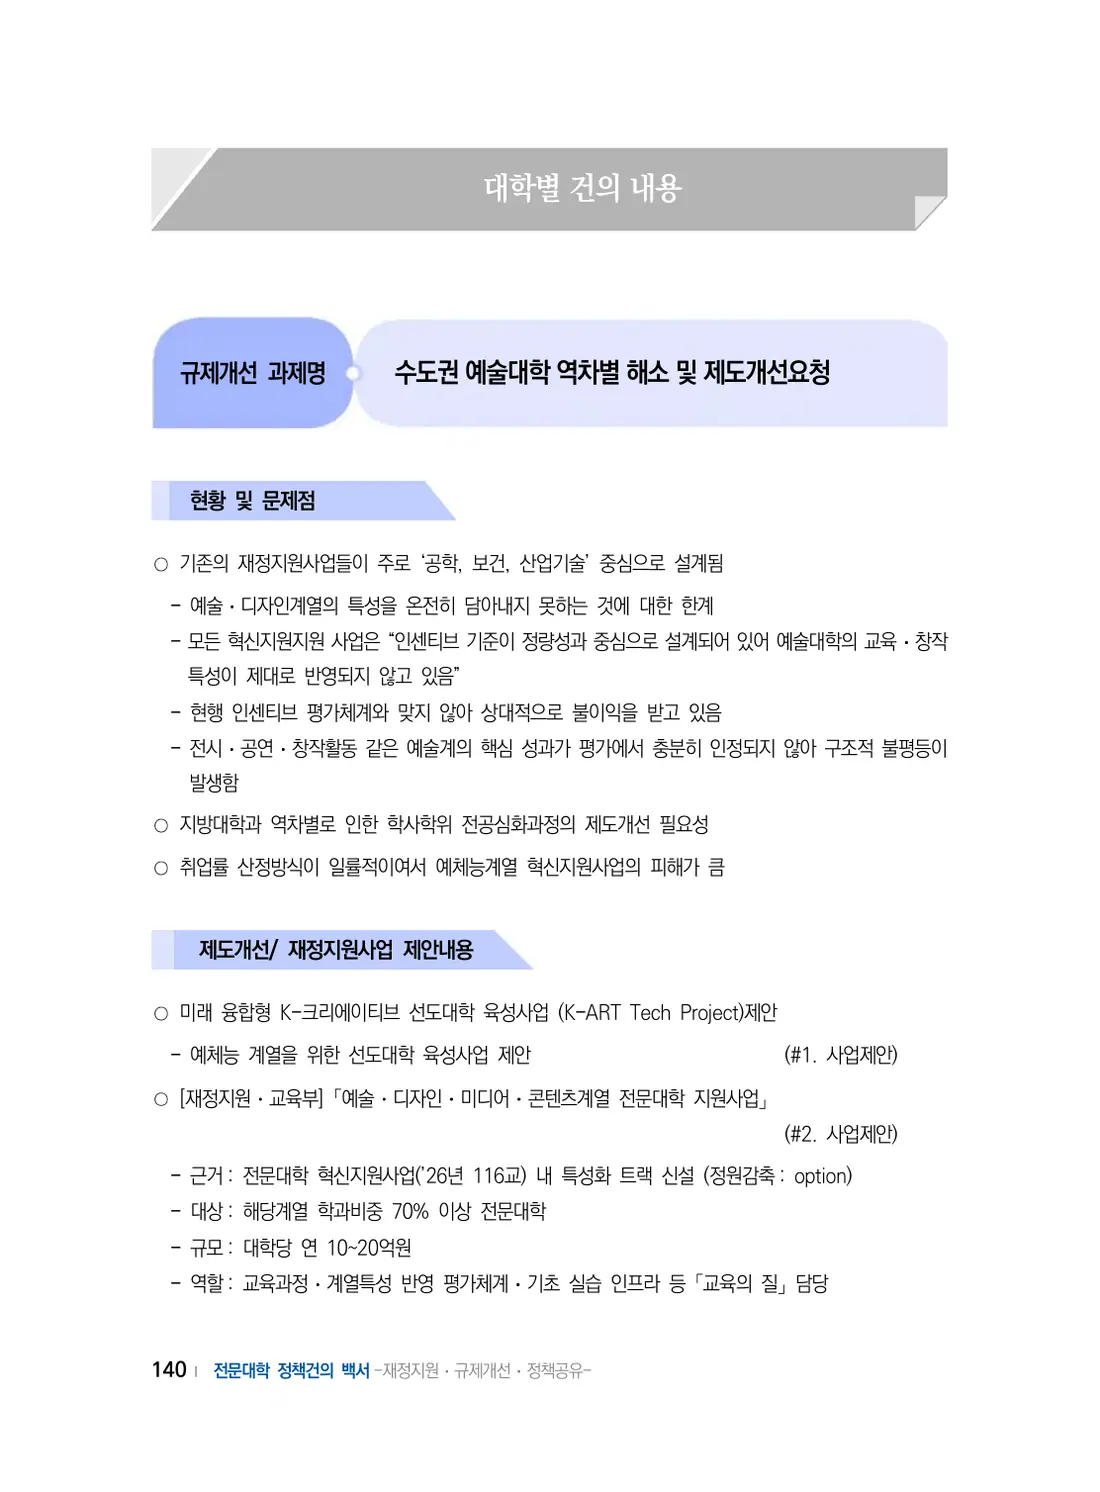 대학별 건의 내용
규제개선 과제명
수도권 예술대학 역차별 해소 및 제도개선요청
현황 및 문제점
○ 기존의 재정지원사업들이 주로 ‘공학, 보건, 산업기술’ 중심으로 설계됨
- 예술·디자인계열의 특성을 온전히 담아내지 못하는 것에 대한 한계
- 모든 혁신지원지원 사업은 “인센티브 기준이 정량성과 중심으로 설계되어 있어 예술대학의 교육·창작
특성이 제대로 반영되지 않고 있음”
- 현행 인센티브 평가체계와 맞지 않아 상대적으로 불이익을 받고 있음
- 전시·공연·창작활동 같은 예술계의 핵심 성과가 평가에서 충분히 인정되지 않아 구조적 불평등이
발생함
○ 지방대학과 역차별로 인한 학사학위 전공심화과정의 제도개선 필요성
○ 취업률 산정방식이 일률적이여서 예체능계열 혁신지원사업의 피해가 큼
제도개선/ 재정지원사업 제안내용
○ 미래 융합형 K-크리에이티브 선도대학 육성사업 (K-ART Tech Project)제안
- 예체능 계열을 위한 선도대학 육성사업 제안 (#1. 사업제안)
○ [재정지원·교육부]「예술·디자인·미디어·콘텐츠계열 전문대학 지원사업」
(#2. 사업제안)
- 근거 : 전문대학 혁신지원사업(’26년 116교) 내 특성화 트랙 신설 (정원감축 : option)
- 대상 : 해당계열 학과비중 70% 이상 전문대학
- 규모 : 대학당 연 10~20억원
- 역할 : 교육과정·계열특성 반영 평가체계·기초 실습 인프라 등「교육의 질」담당
140 | 전문대학 정책건의 백서 -재정지원·규제개선·정책공유-